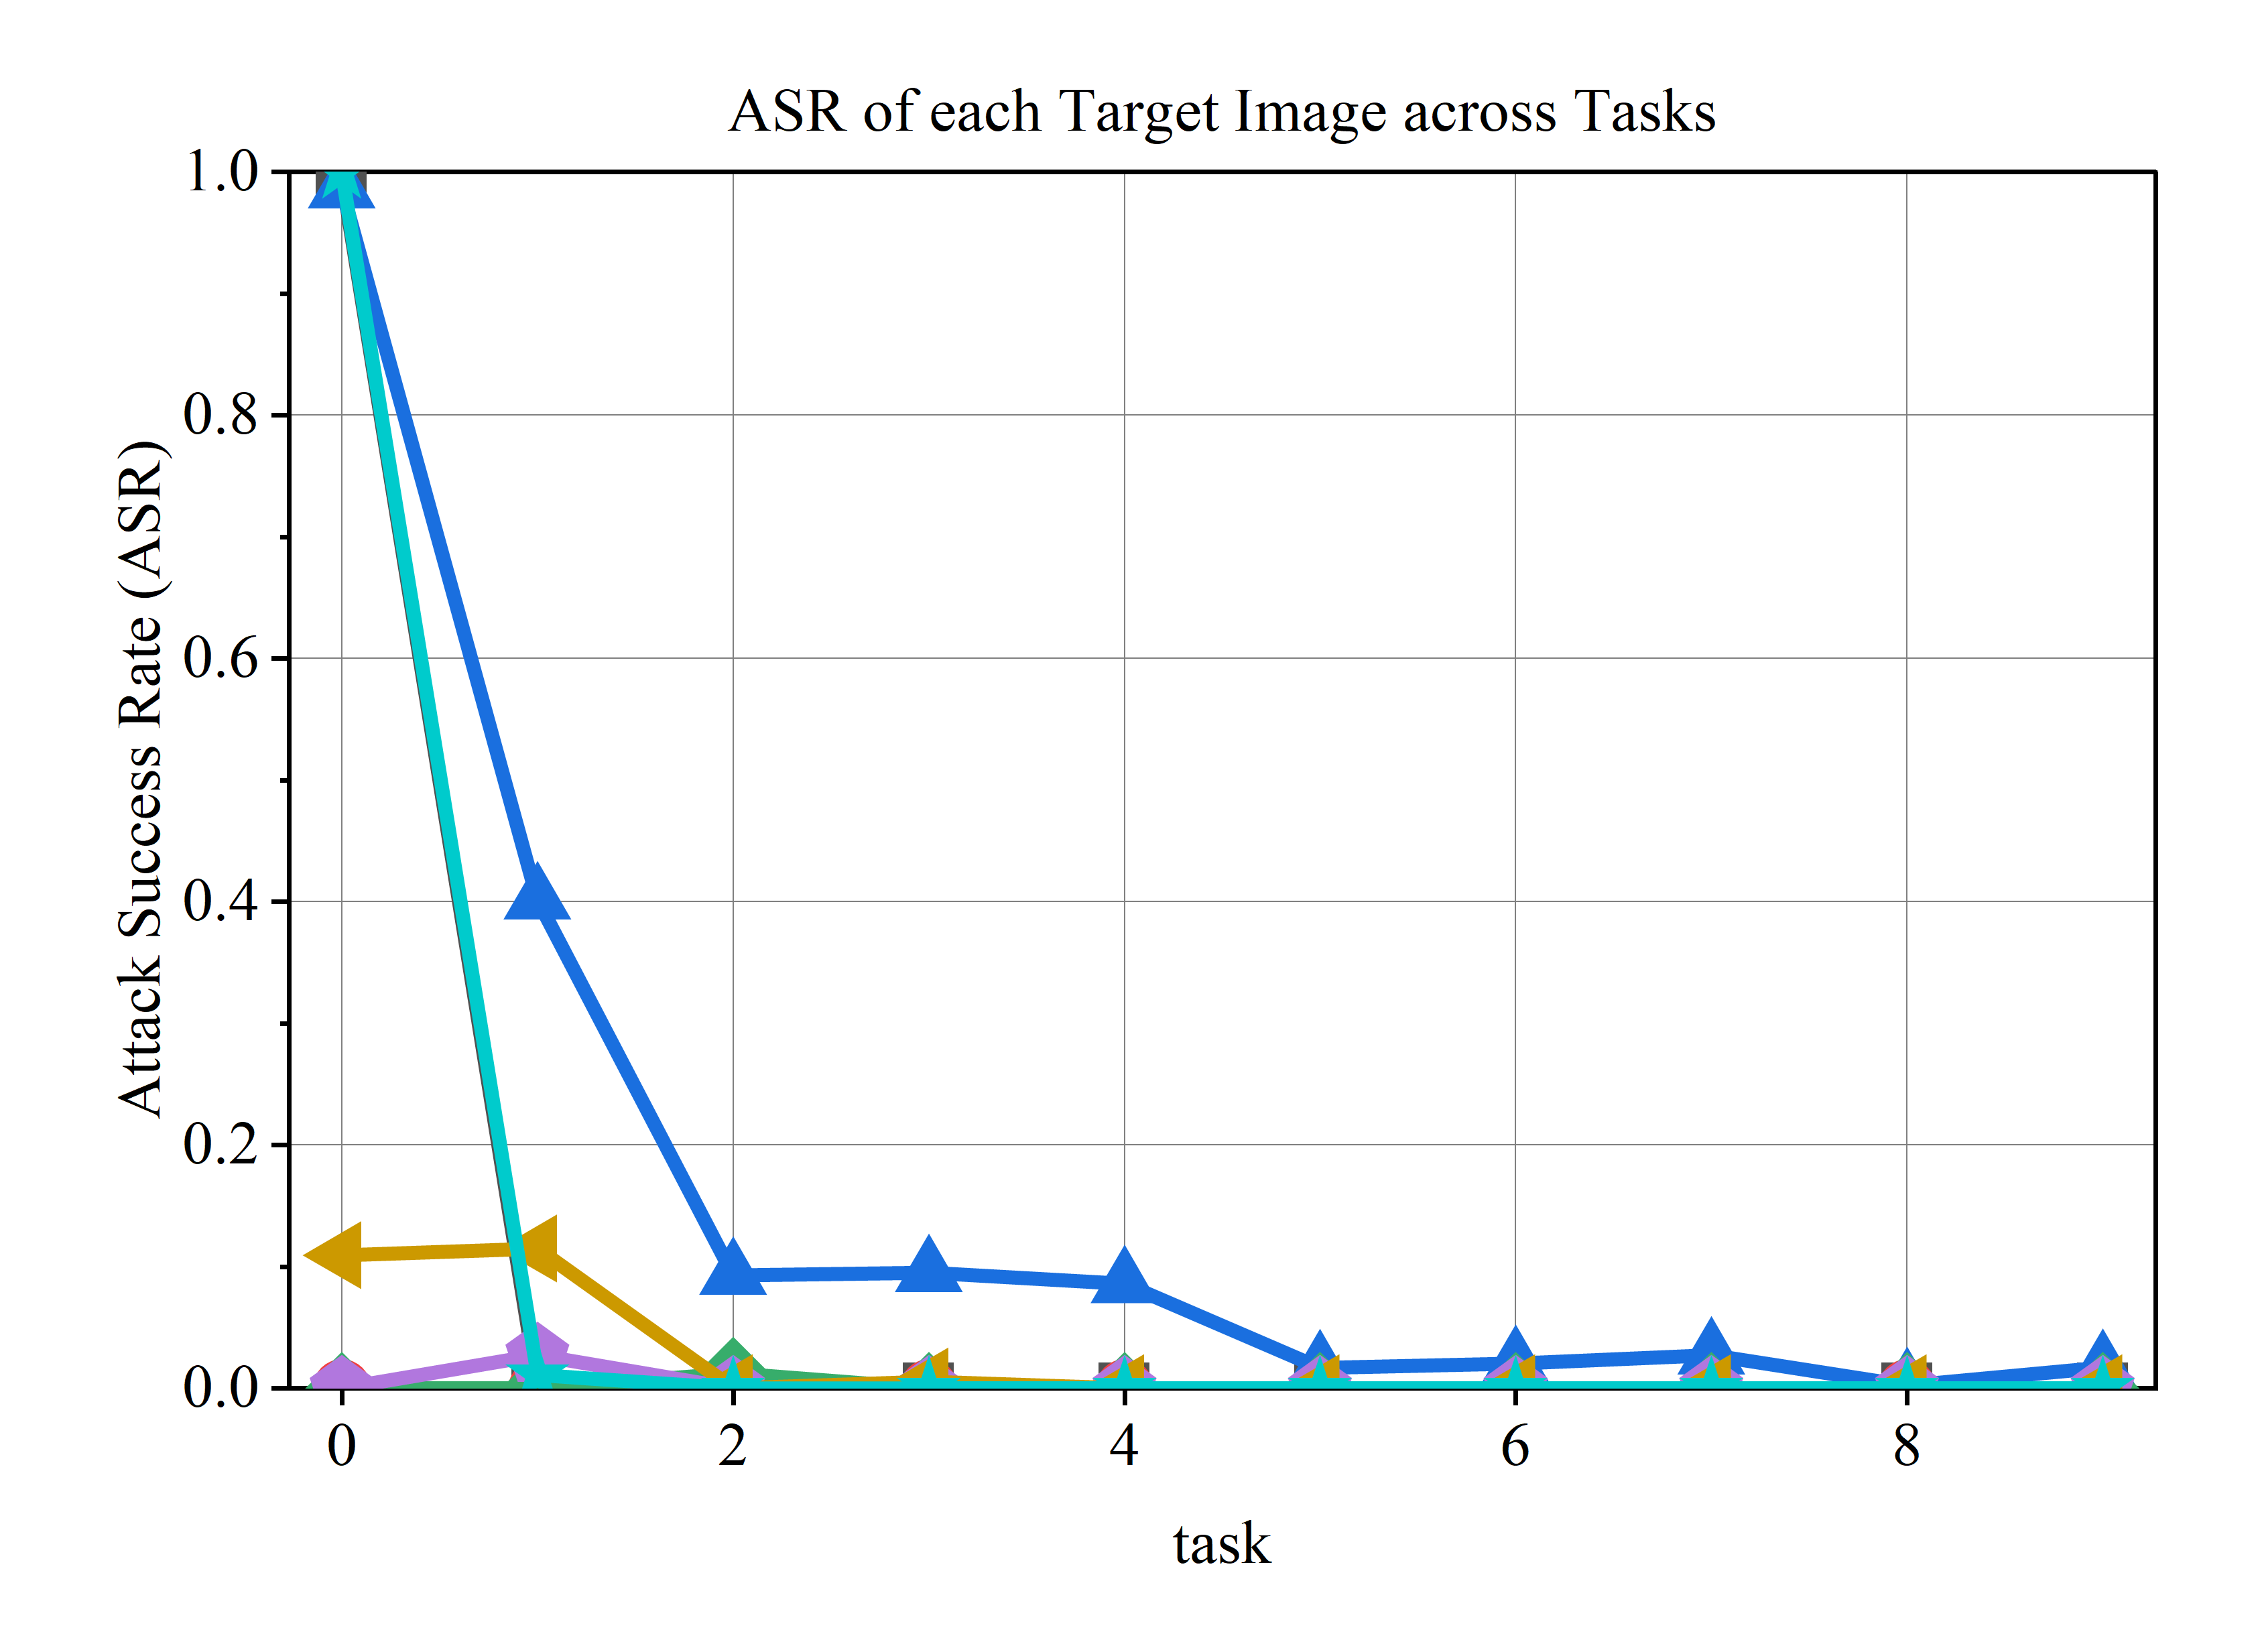 ASR of each Target Image across Tasks
1.0
0.8
0.6
0.4
0.2
0.0
Attack Success Rate (ASR)
0 2 4 6 8
task